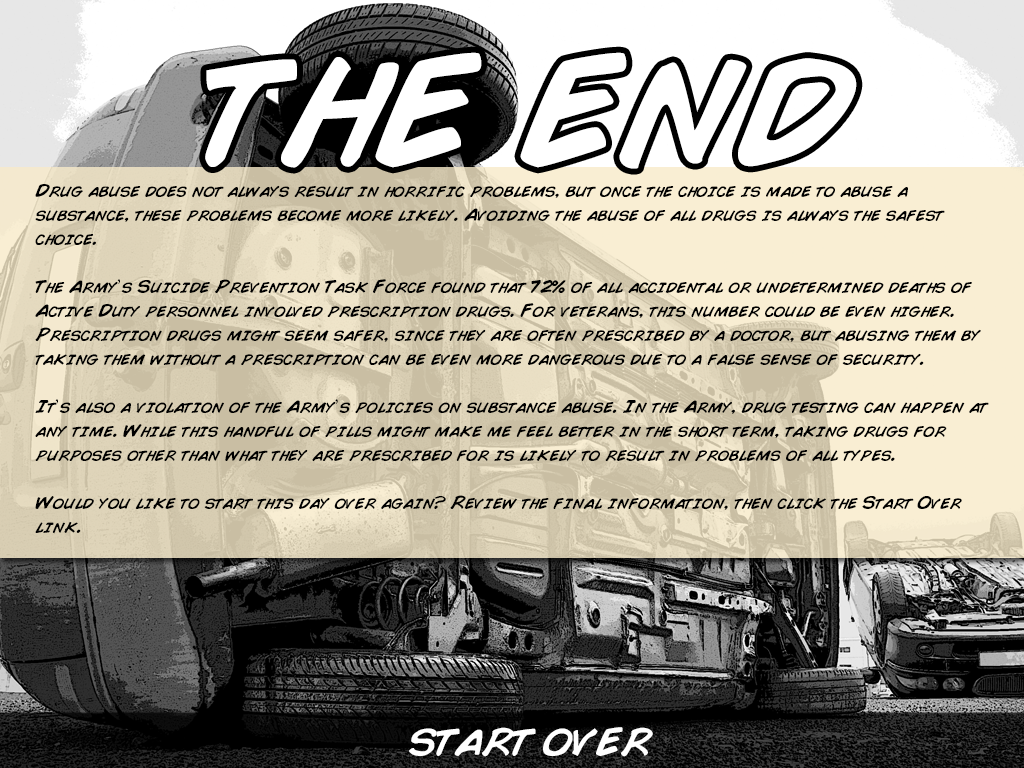 THE END
Drug abuse does not always result in horrific problems, but once the choice is made to abuse a
substance, these problems become more likely. Avoiding the abuse of all drugs is always the safest
choice.
The Army's Suicide Prevention Task Force found that 72% of all accidental or undetermined deaths of
Active Duty personnel involved prescription drugs. For veterans, this number could be even higher.
Prescription drugs might seem safer, since they are often prescribed by a doctor, but abusing them by
taking them without a prescription can be even more dangerous due to a false sense of security.
It's also a violation of the Army's policies on substance abuse. In the Army, drug testing can happen at
any time. While this handful of pills might make me feel better in the short term, taking drugs for
purposes other than what they are prescribed for is likely to result in problems of all types.
Would you like to start this day over again? Review the final information, then click the Start Over
link.
START OVER